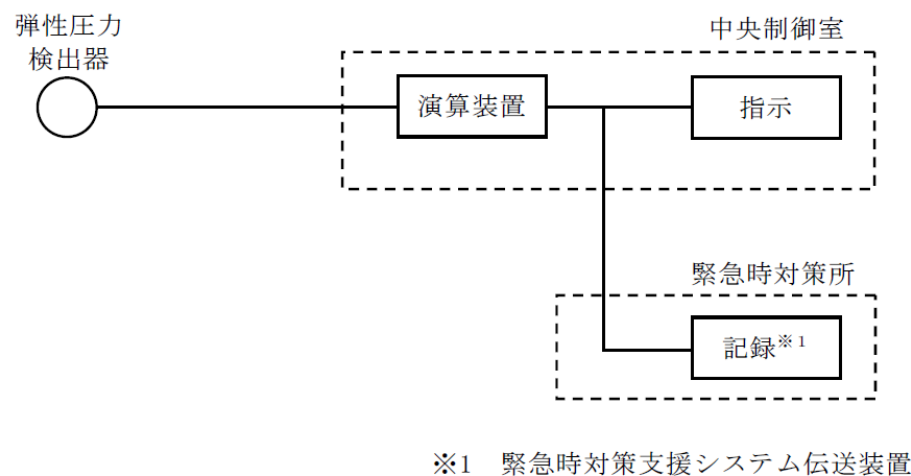 弾性圧力
検出器
中央制御室
演算装置
指示
緊急時対策所
記録※1
※1 緊急時対策支援システム伝送装置